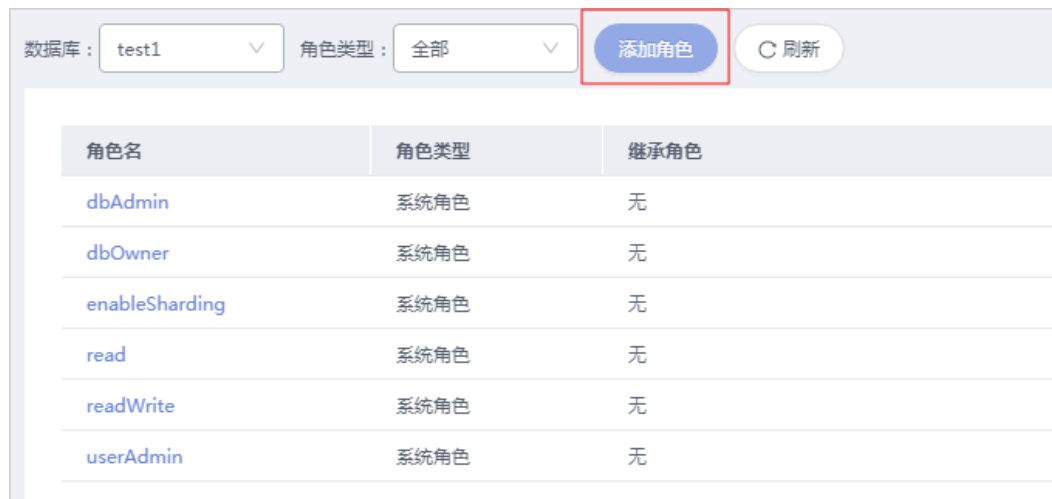 数据库： test1 角色类型： 全部 添加角色 刷新
角色名 角色类型 继承角色
dbAdmin 系统角色 无
dbOwner 系统角色 无
enableSharding 系统角色 无
read 系统角色 无
readWrite 系统角色 无
userAdmin 系统角色 无